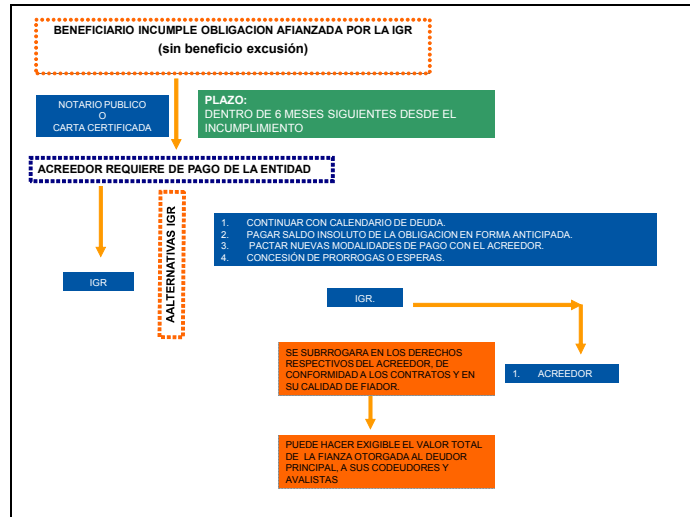 BENEFICIARIO INCUMPLE OBLIGACION AFIANZADA POR LA IGR
(sin beneficio excusión)
NOTARIO PUBLICO
O
CARTA CERTIFICADA
PLAZO:
DENTRO DE 6 MESES SIGUIENTES DESDE EL
INCUMPLIMIENTO
ACREEDOR REQUIERE DE PAGO DE LA ENTIDAD
AALTERNATIVAS IGR
1. CONTINUAR CON CALENDARIO DE DEUDA.
2. PAGAR SALDO INSOLUTO DE LA OBLIGACION EN FORMA ANTICIPADA.
3. PACTAR NUEVAS MODALIDADES DE PAGO CON EL ACREEDOR.
4. CONCESIÓN DE PRORROGAS O ESPERAS.
IGR
IGR.
SE SUBRROGARA EN LOS DERECHOS
RESPECTIVOS DEL ACREEDOR, DE
CONFORMIDAD A LOS CONTRATOS Y EN
SU CALIDAD DE FIADOR.
1. ACREEDOR
PUEDE HACER EXIGIBLE EL VALOR TOTAL
DE LA FIANZA OTORGADA AL DEUDOR
PRINCIPAL, A SUS CODEUDORES Y
AVALISTAS